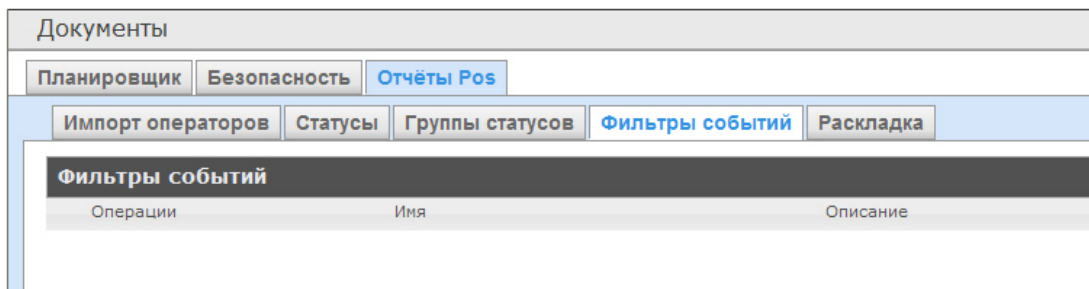 Документы
Планировщик Безопасность Отчёты Pos
Импорт операторов Статусы Группы статусов Фильтры событий Раскладка
Фильтры событий
Операции Имя Описание